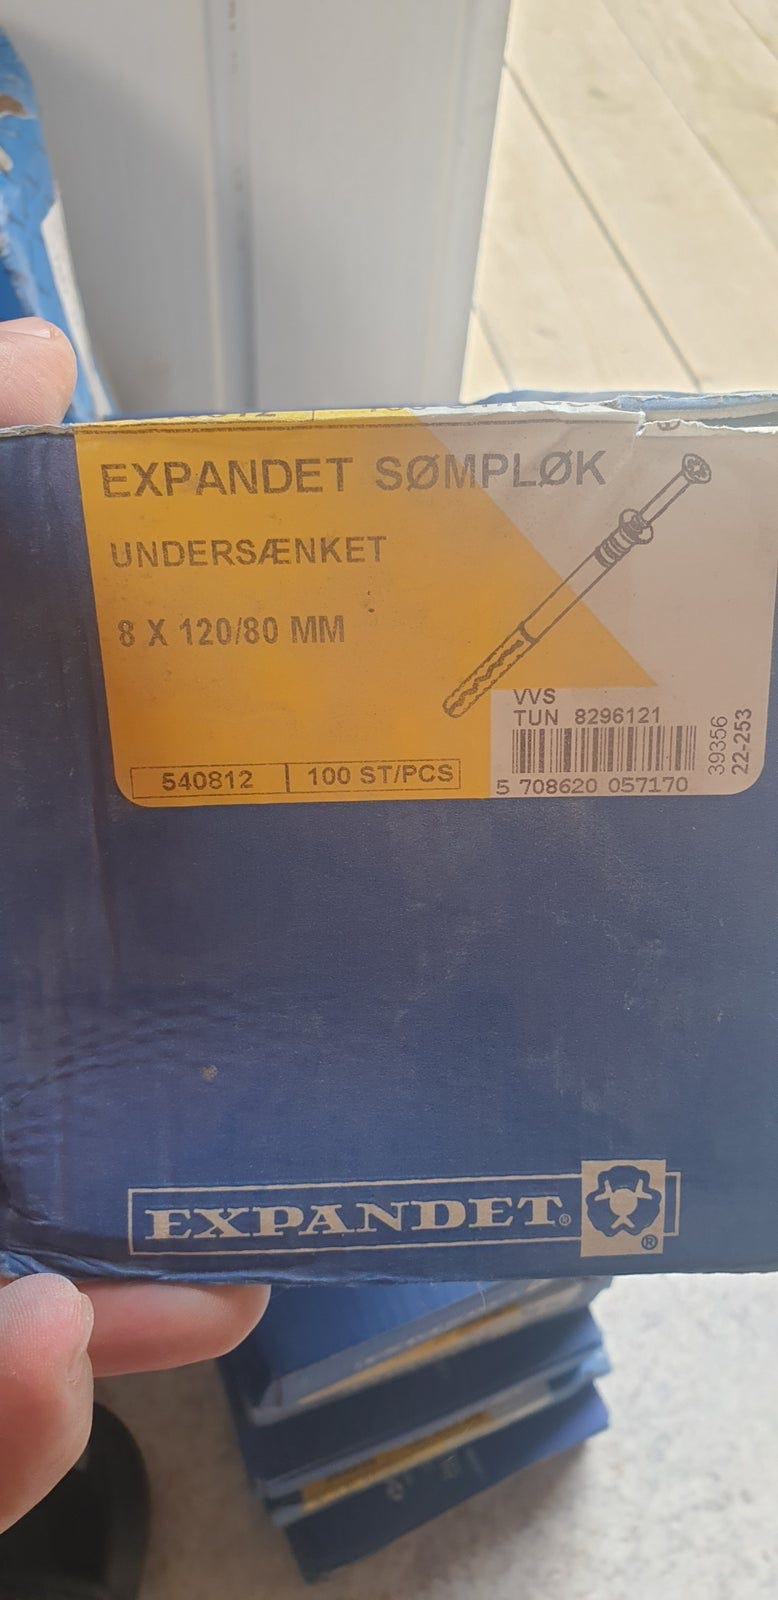 EXPANDET SØMPLØK
UNDERSÆNKET
8 X 120/80 MM
VVS
TUN 8296121
540812 100 ST/PCS
5 708620 057170
39356
22-253
EXPANDET®
®